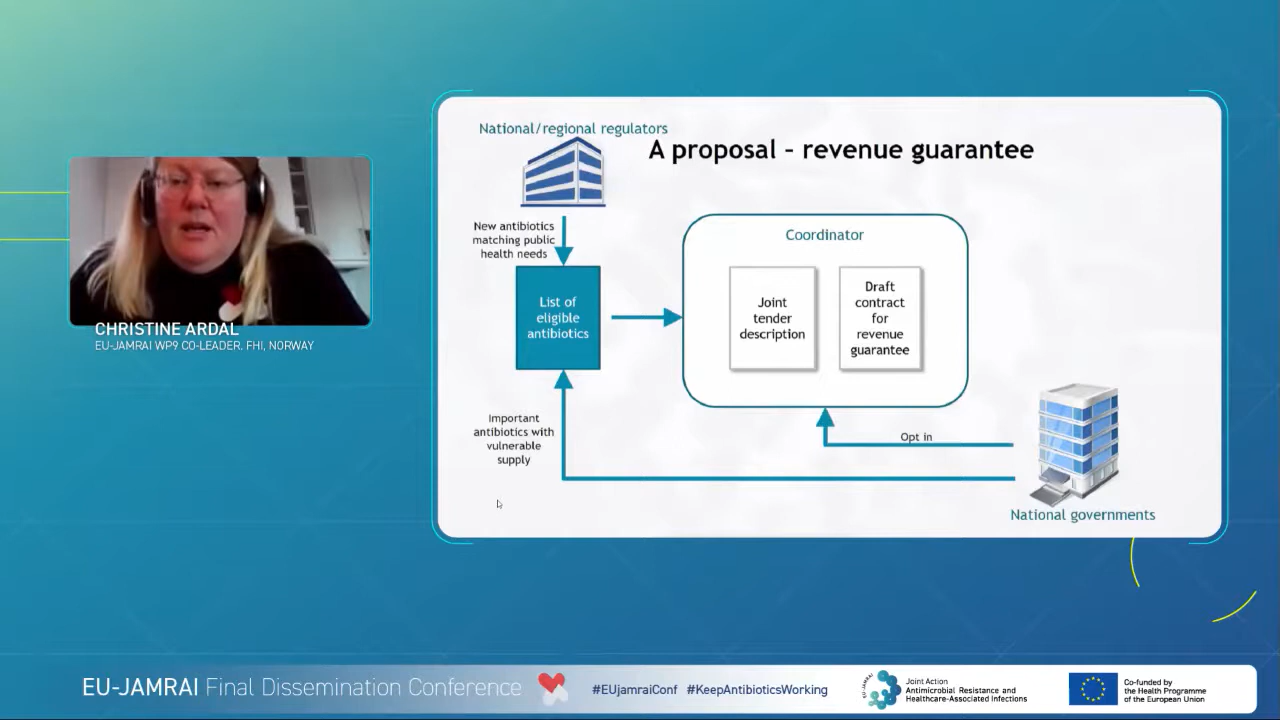 National/regional regulators
A proposal - revenue guarantee
New antibiotics
matching public
health needs
List of
eligible
antibiotics
Coordinator
Joint
tender
description
Draft
contract
for
revenue
guarantee
Important
antibiotics with
vulnerable
supply
Opt in
National governments
CHRISTINE ARDAL
EU-JAMRAI WP9 CO-LEADER, FHI, NORWAY
EU-JAMRAI Final Dissemination Conference
#EUjamraiConf #KeepAntibioticsWorking
EU-JAMRAI
Joint Action
Antimicrobial Resistance and
Healthcare-Associated Infections
Co-funded by
the Health Programme
of the European Union